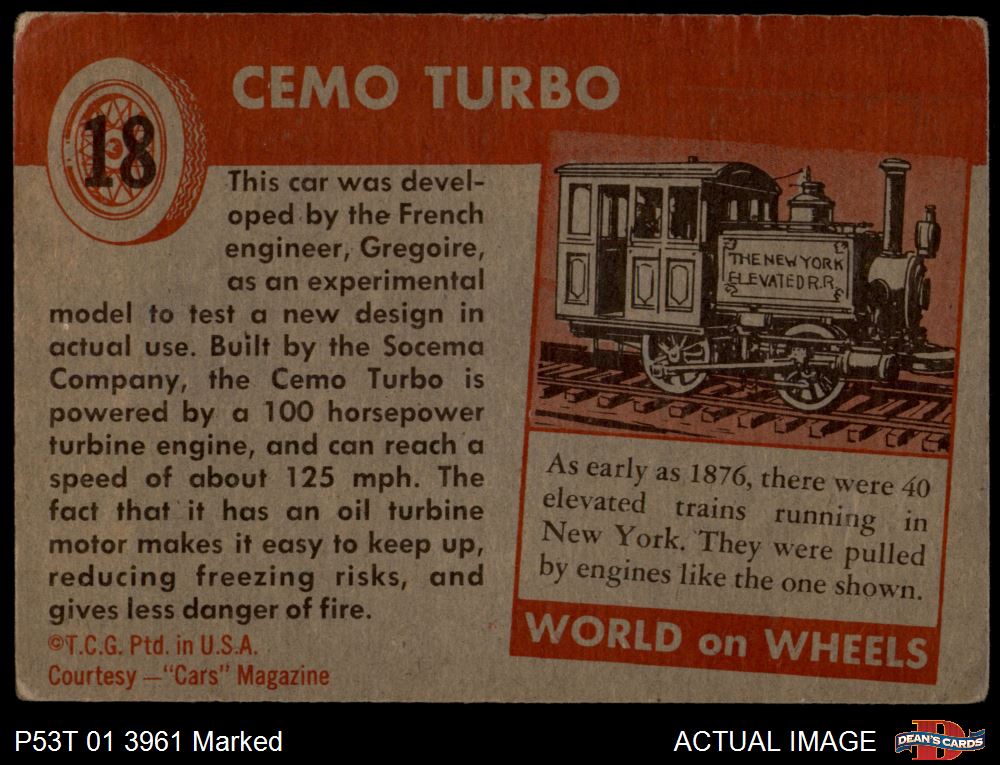 CEMO TURBO
18
This car was devel-
oped by the French
engineer, Gregoire,
as an experimental
model to test a new design in
actual use. Built by the Socema
Company, the Cemo Turbo is
powered by a 100 horsepower
turbine engine, and can reach a
speed of about 125 mph. The
fact that it has an oil turbine
motor makes it easy to keep up,
reducing freezing risks, and
gives less danger of fire.
©T.C.G. Ptd. in U.S.A.
Courtesy —"Cars" Magazine
THE NEW YORK
ELEVATED R.R.
As early as 1876, there were 40
elevated trains running in
New York. They were pulled
by engines like the one shown.
WORLD on WHEELS
P53T 01 3961 Marked
ACTUAL IMAGE
D
DEAN'S CARDS